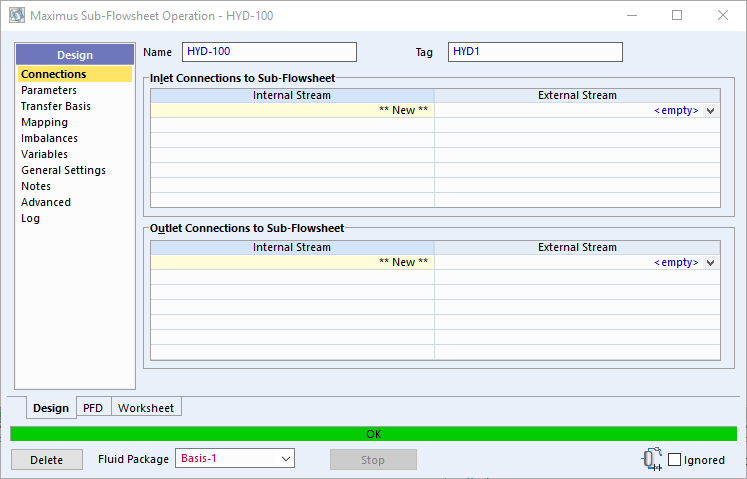 Maximus Sub-Flowsheet Operation - HYD-100
Design
Connections
Parameters
Transfer Basis
Mapping
Imbalances
Variables
General Settings
Notes
Advanced
Log
Name HYD-100 Tag HYD1
Inlet Connections to Sub-Flowsheet
Internal Stream External Stream
** New ** <empty>
Outlet Connections to Sub-Flowsheet
Internal Stream External Stream
** New ** <empty>
Design PFD Worksheet
OK
Delete Fluid Package Basis-1 Stop Ignored